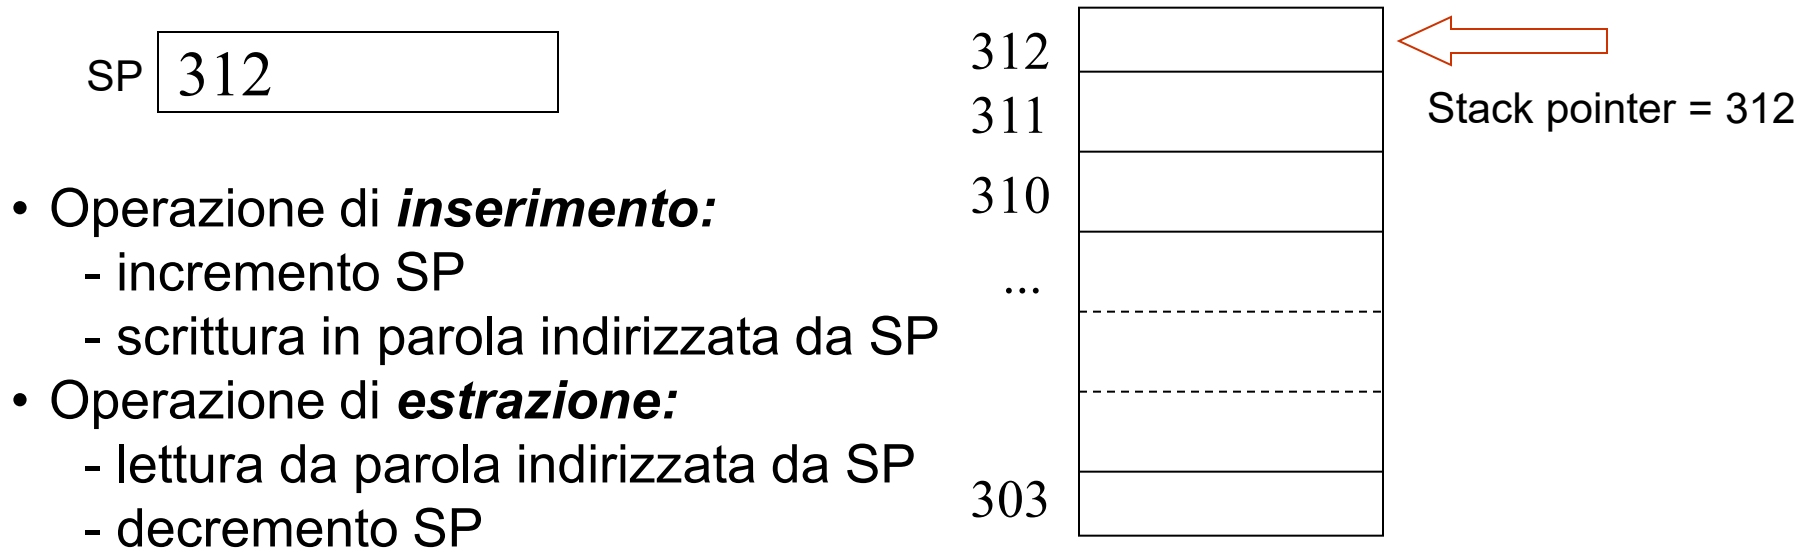 SP 312
• Operazione di inserimento:
- incremento SP
- scrittura in parola indirizzata da SP
• Operazione di estrazione:
- lettura da parola indirizzata da SP
- decremento SP
312
311
310
...
303
Stack pointer = 312